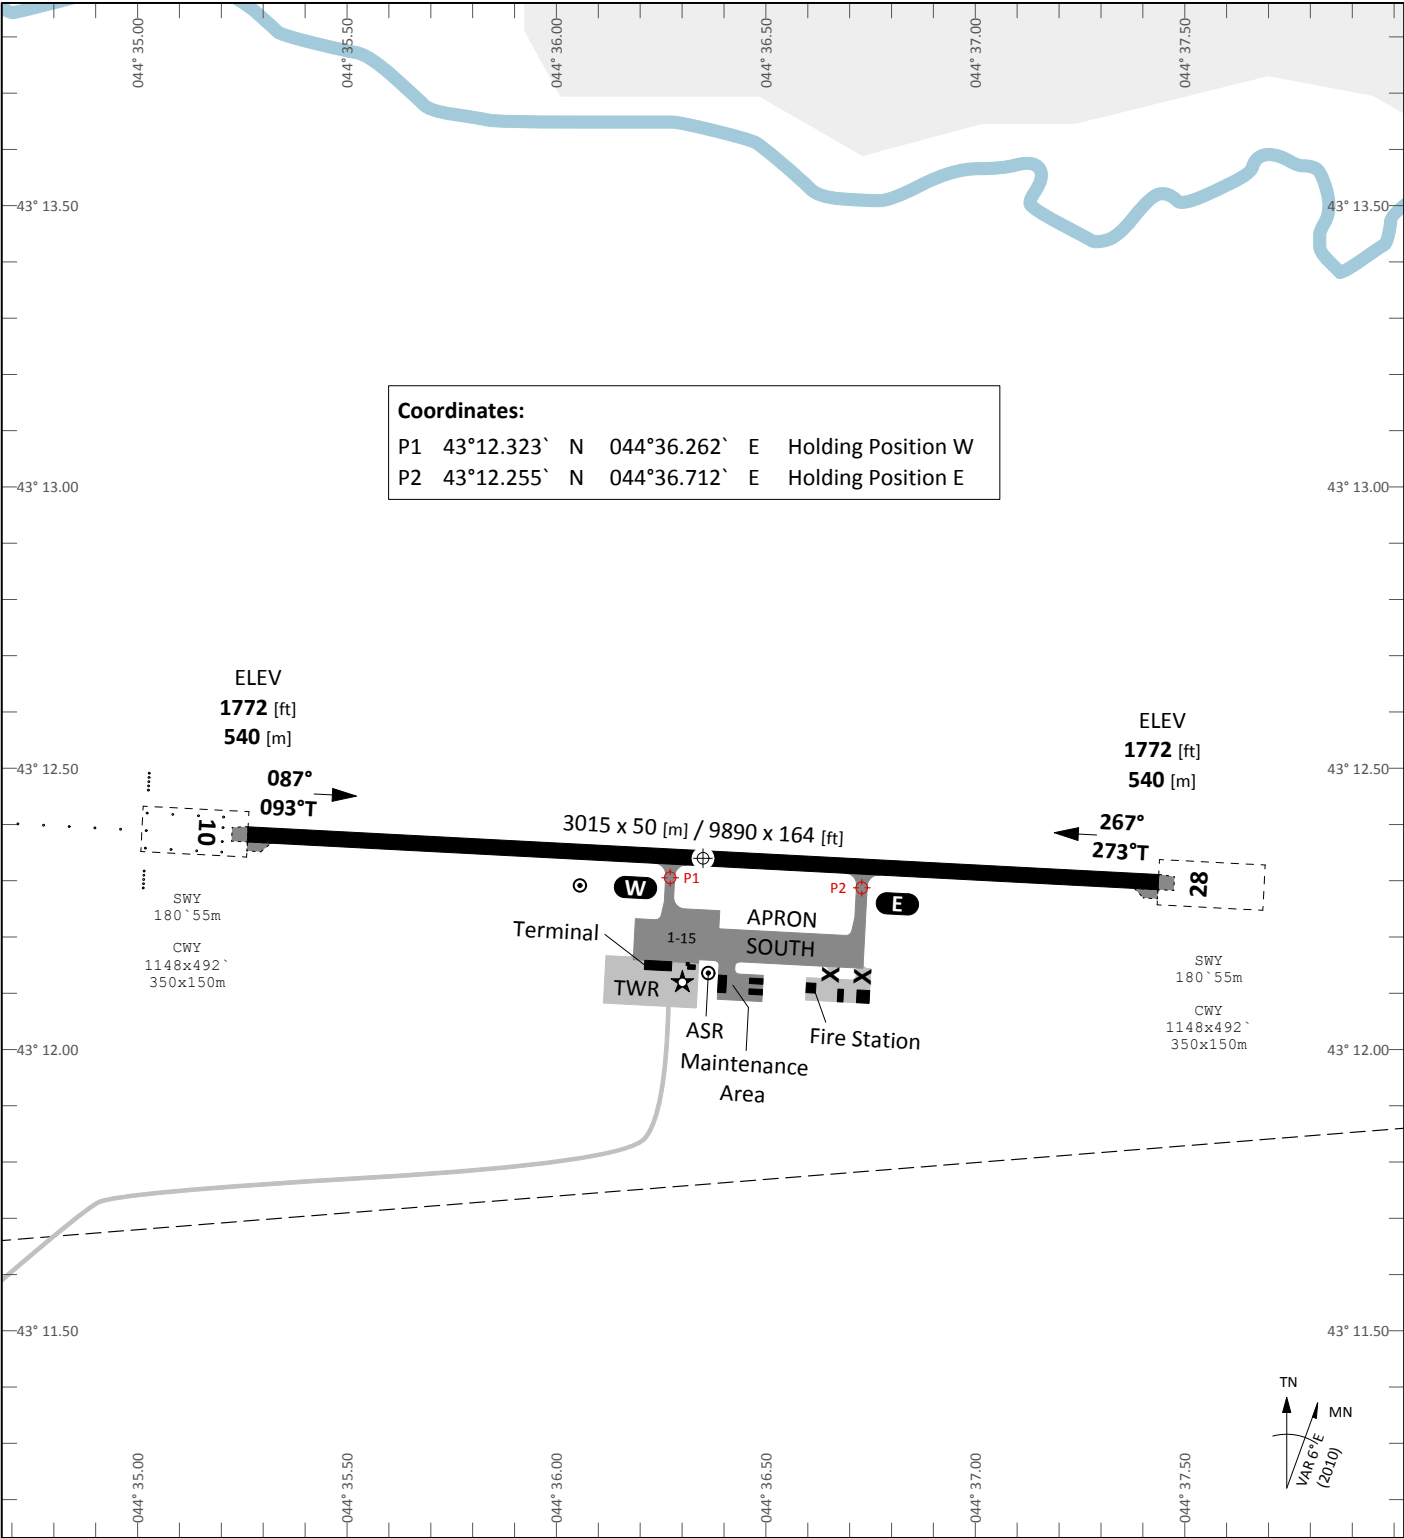 044° 35.00
044° 35.50
044° 36.00
044° 36.50
044° 37.00
044° 37.50
43° 13.50
43° 13.50
Coordinates:
P1 43°12.323` N 044°36.262` E Holding Position W
P2 43°12.255` N 044°36.712` E Holding Position E
43° 13.00
43° 13.00
ELEV
1772 [ft]
540 [m]
ELEV
1772 [ft]
540 [m]
43° 12.50
43° 12.50
087°
093°T
3015 x 50 [m] / 9890 x 164 [ft]
267°
273°T
10
28
W
P1
P2
E
SWY
180`55m
CWY
1148x492`
350x150m
Terminal
1-15
APRON
SOUTH
TWR
ASR
Maintenance
Area
Fire Station
SWY
180`55m
CWY
1148x492`
350x150m
43° 12.00
43° 12.00
43° 11.50
43° 11.50
TN
MN
VAR 6°/E
(2010)
044° 35.00
044° 35.50
044° 36.00
044° 36.50
044° 37.00
044° 37.50